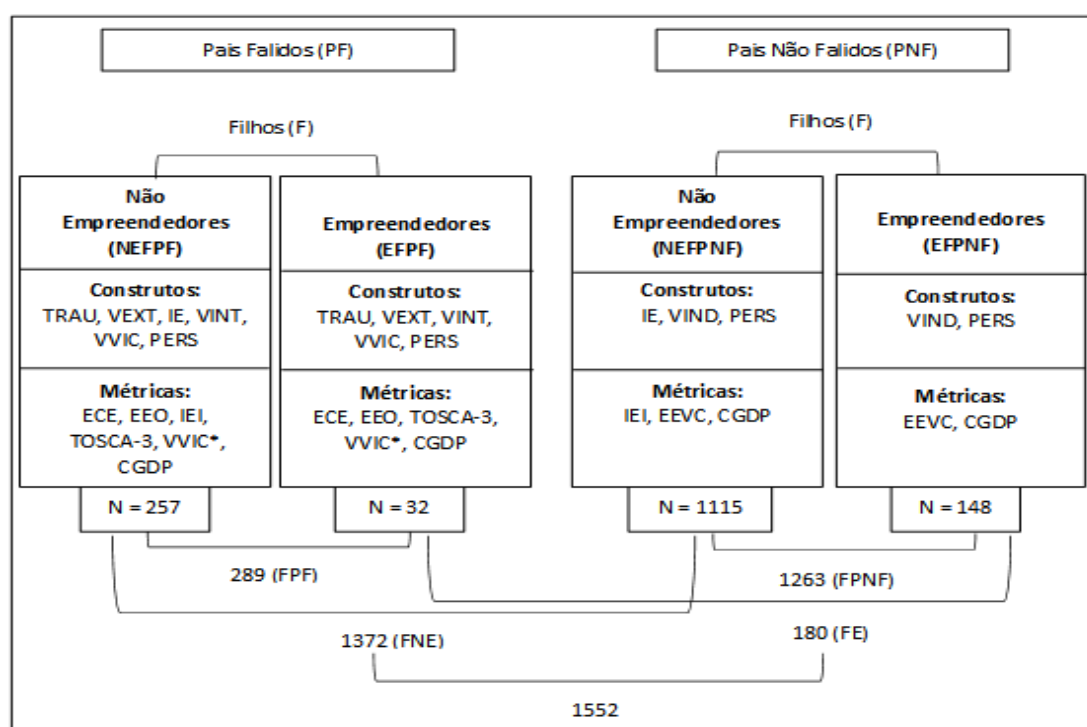 Pais Falidos (PF)
Pais Não Falidos (PNF)
Filhos (F)
Filhos (F)
Não
Empreendedores
(NEFPF)
Construtos:
TRAU, VEXT, IE, VINT,
VVIC, PERS
Métricas:
ECE, EEO, IEI,
TOSCA-3, VVIC*,
CGDP
N = 257
Empreendedores
(EFPF)
Construtos:
TRAU, VEXT, VINT,
VVIC, PERS
Métricas:
ECE, EEO, TOSCA-3,
VVIC*, CGDP
N = 32
Não
Empreendedores
(NEFPNF)
Construtos:
IE, VIND, PERS
Métricas:
IEI, EEVC, CGDP
N = 1115
Empreendedores
(EFPNF)
Construtos:
VIND, PERS
Métricas:
EEVC, CGDP
N = 148
289 (FPF)
1263 (FPNF)
1372 (FNE)
180 (FE)
1552